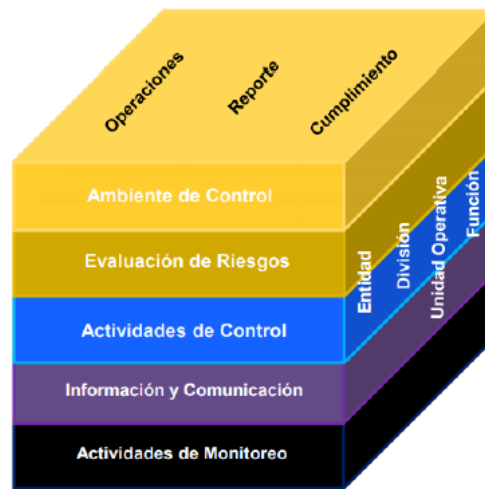 Operaciones
Reporte
Cumplimiento
Ambiente de Control
Evaluación de Riesgos
Actividades de Control
Información y Comunicación
Actividades de Monitoreo
Entidad
División
Unidad Operativa
Función